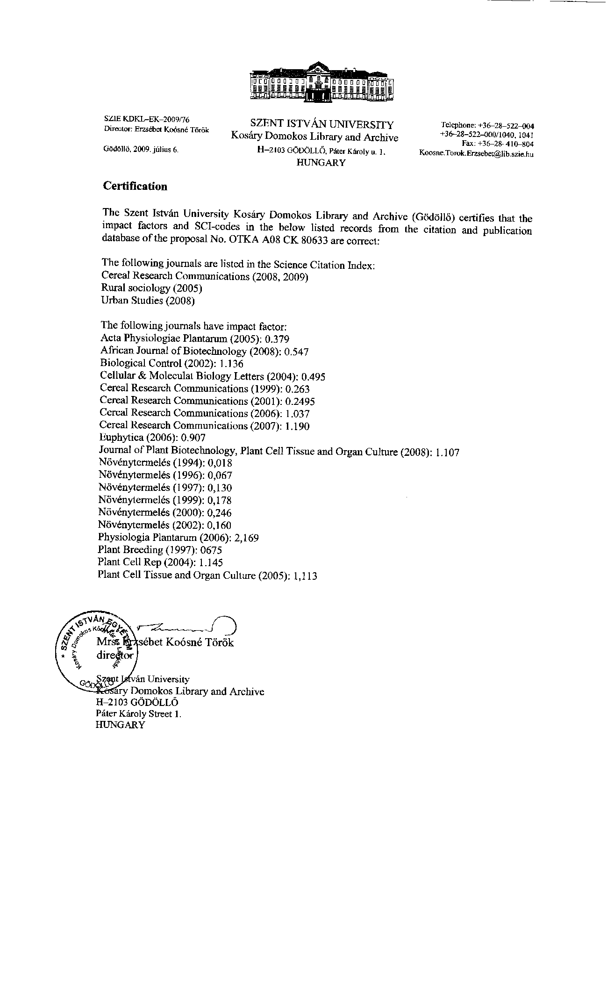 SZIE KDKL–EK–2009/76
Director: Erzsébet Koósné Török
Gödöllő, 2009. július 6.
SZENT ISTVÁN UNIVERSITY
Kosáry Domokos Library and Archive
H–2103 GÖDÖLLŐ, Páter Károly u. 1.
HUNGARY
Telephone: +36–28–522–004
+36–28–522–000/1040, 1041
Fax: +36–28- 410–804
Koosne.Torok.Erzsebet@lib.szie.hu
Certification
The Szent István University Kosáry Domokos Library and Archive (Gödöllő) certifies that the
impact factors and SCI-codes in the below listed records from the citation and publication
database of the proposal No. OTKA A08 CK 80633 are correct:
The following journals are listed in the Science Citation Index:
Cereal Research Communications (2008, 2009)
Rural sociology (2005)
Urban Studies (2008)
The following journals have impact factor:
Acta Physiologiae Plantarum (2005): 0.379
African Journal of Biotechnology (2008): 0.547
Biological Control (2002): 1.136
Cellular & Moleculat Biology Letters (2004): 0.495
Cereal Research Communications (1999): 0.263
Cereal Research Communications (2001): 0.2495
Cereal Research Communications (2006): 1.037
Cereal Research Communications (2007): 1.190
Euphytica (2006): 0.907
Journal of Plant Biotechnology, Plant Cell Tissue and Organ Culture (2008): 1.107
Növénytermelés (1994): 0,018
Növénytermelés (1996): 0,067
Növénytermelés (1997): 0,130
Növénytermelés (1999): 0,178
Növénytermelés (2000): 0,246
Növénytermelés (2002): 0,160
Physiologia Plantarum (2006): 2,169
Plant Breeding (1997): 0675
Plant Cell Rep (2004): 1.145
Plant Cell Tissue and Organ Culture (2005): 1,113
* SZENT ISTVÁN EGYETEM
Kosáry Domokos Könyvtár és Levéltár
GÖDÖLLŐ
Mrs. Erzsébet Koósné Török
director
Szent István University
Kosáry Domokos Library and Archive
H–2103 GÖDÖLLŐ
Páter Károly Street 1.
HUNGARY